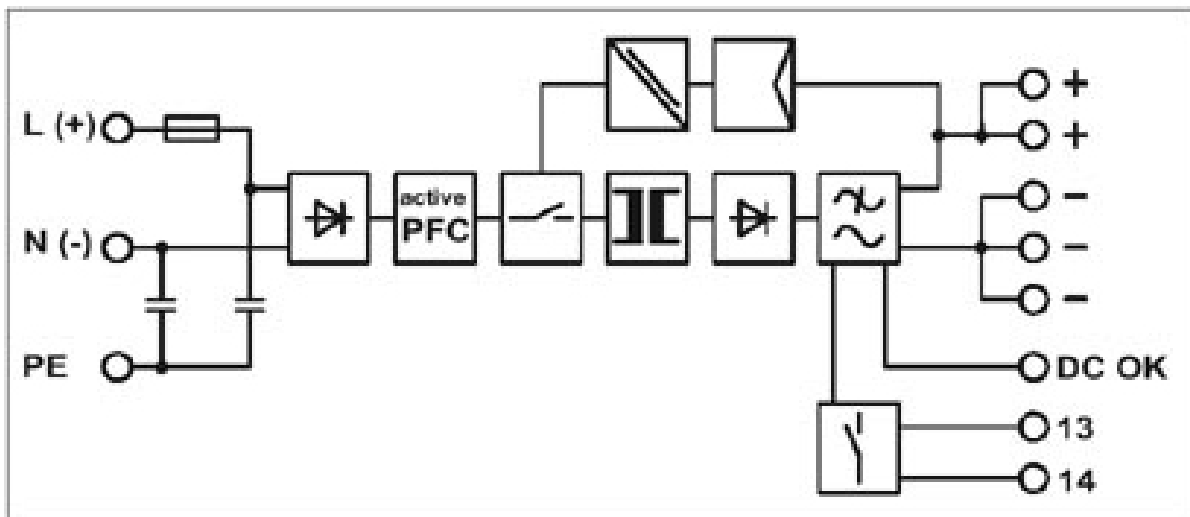 L (+)
N (-)
PE
active
PFC
+
+
−
−
−
DC OK
13
14